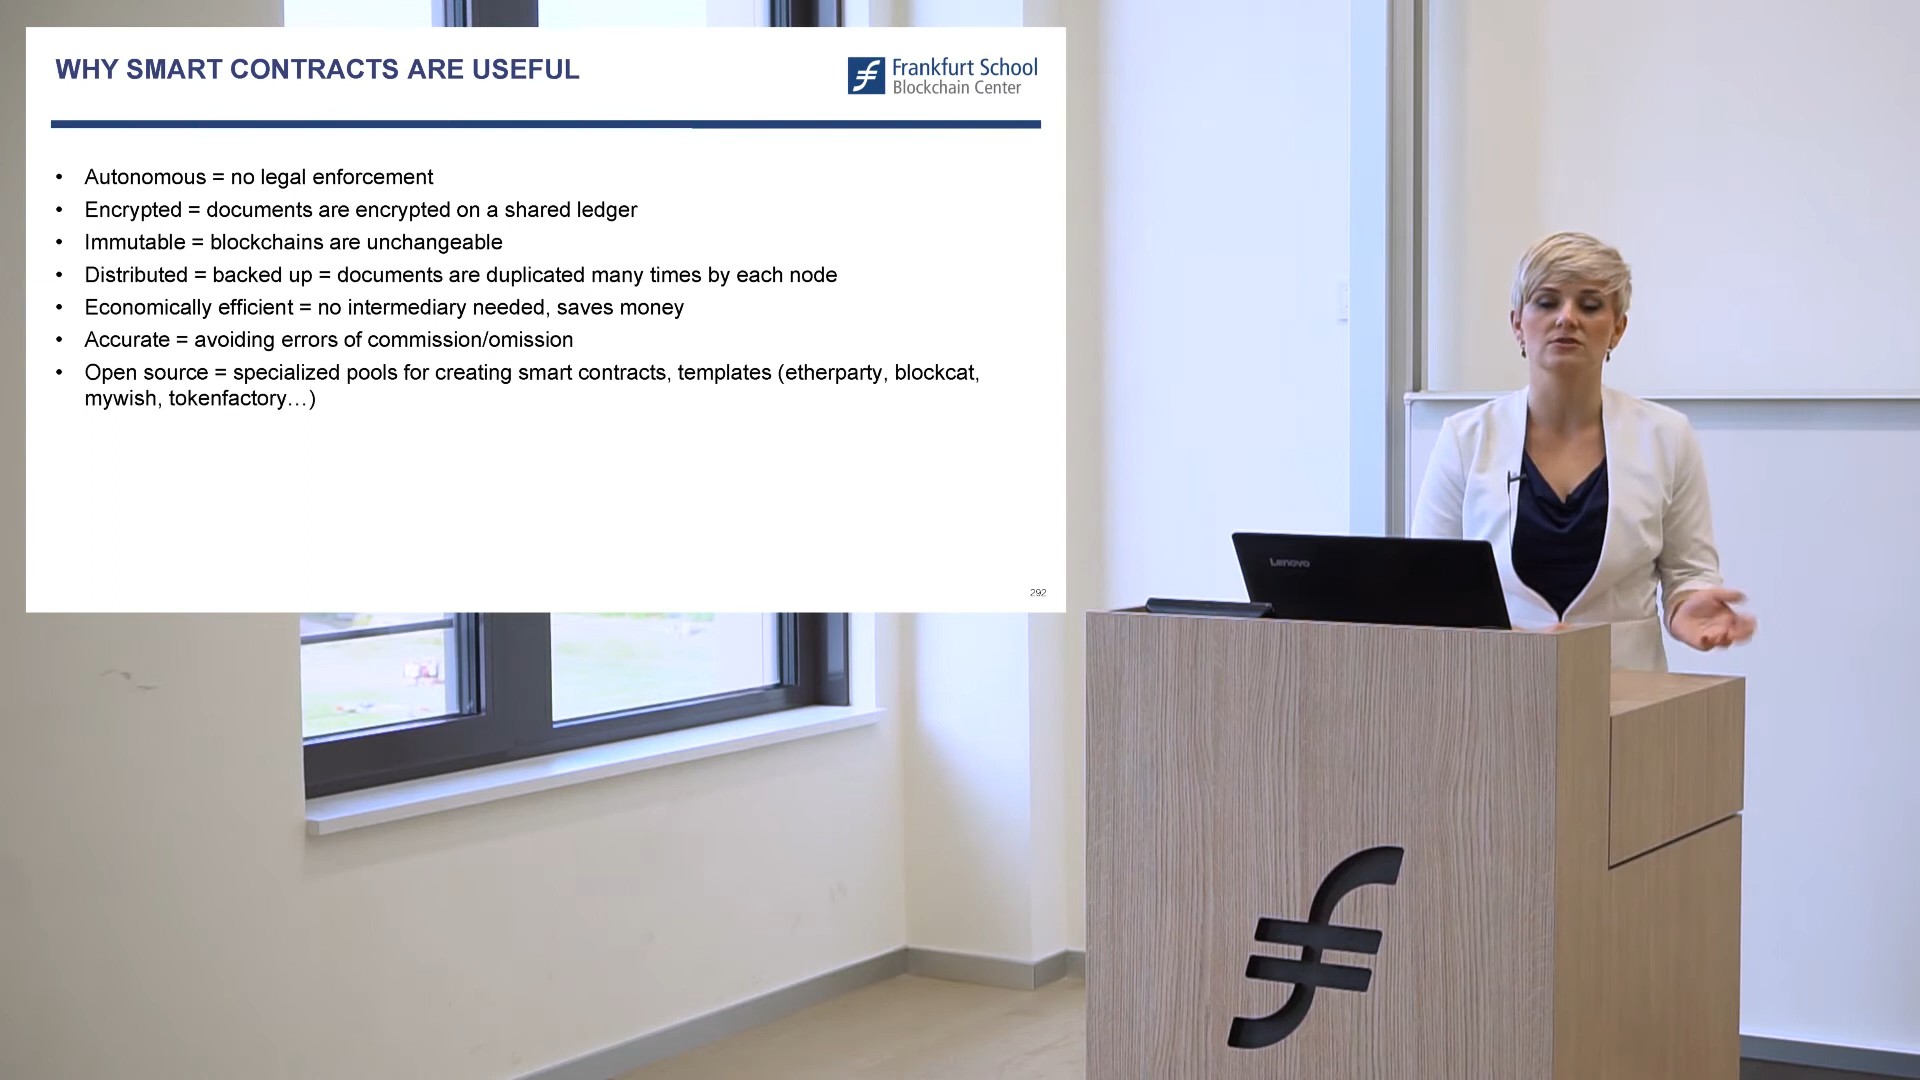 WHY SMART CONTRACTS ARE USEFUL
Frankfurt School
Blockchain Center
• Autonomous = no legal enforcement
• Encrypted = documents are encrypted on a shared ledger
• Immutable = blockchains are unchangeable
• Distributed = backed up = documents are duplicated many times by each node
• Economically efficient = no intermediary needed, saves money
• Accurate = avoiding errors of commission/omission
• Open source = specialized pools for creating smart contracts, templates (etherparty, blockcat,
mywish, tokenfactory…)
292
Lenovo